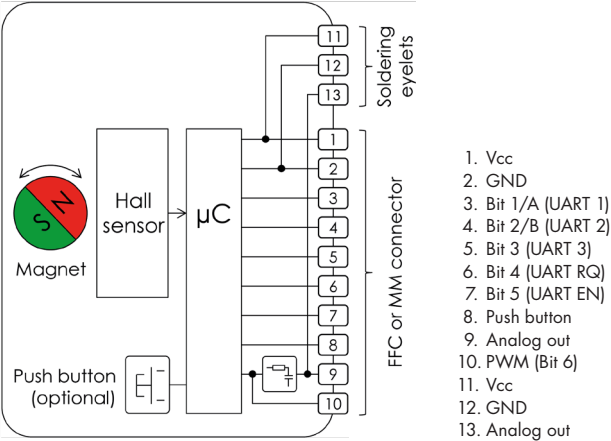 11
12
13
Soldering
eyelets
1
2
3
4
5
6
7
8
9
10
FFC or MM connector
Hall
sensor
µC
S N
Magnet
Push button
(optional)
1. Vcc
2. GND
3. Bit 1/A (UART 1)
4. Bit 2/B (UART 2)
5. Bit 3 (UART 3)
6. Bit 4 (UART RQ)
7. Bit 5 (UART EN)
8. Push button
9. Analog out
10. PWM (Bit 6)
11. Vcc
12. GND
13. Analog out